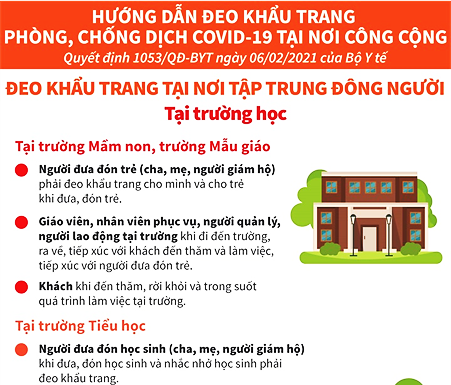 HƯỚNG DẪN ĐEO KHẨU TRANG
PHÒNG, CHỐNG DỊCH COVID-19 TẠI NƠI CÔNG CỘNG
Quyết định 1053/QĐ-BYT ngày 06/02/2021 của Bộ Y tế
ĐEO KHẨU TRANG TẠI NƠI TẬP TRUNG ĐÔNG NGƯỜI
Tại trường học
Tại trường Mầm non, trường Mẫu giáo
Người đưa đón trẻ (cha, mẹ, người giám hộ)
phải đeo khẩu trang cho mình và cho trẻ
khi đưa, đón trẻ.
Giáo viên, nhân viên phục vụ, người quản lý,
người lao động tại trường khi đi đến trường,
ra về, tiếp xúc với khách đến thăm và làm việc,
tiếp xúc với người đưa đón trẻ.
Khách khi đến thăm, rời khỏi và trong suốt
quá trình làm việc tại trường.
Tại trường Tiểu học
Người đưa đón học sinh (cha, mẹ, người giám hộ)
khi đưa, đón học sinh và nhắc nhở học sinh phải
đeo khẩu trang.